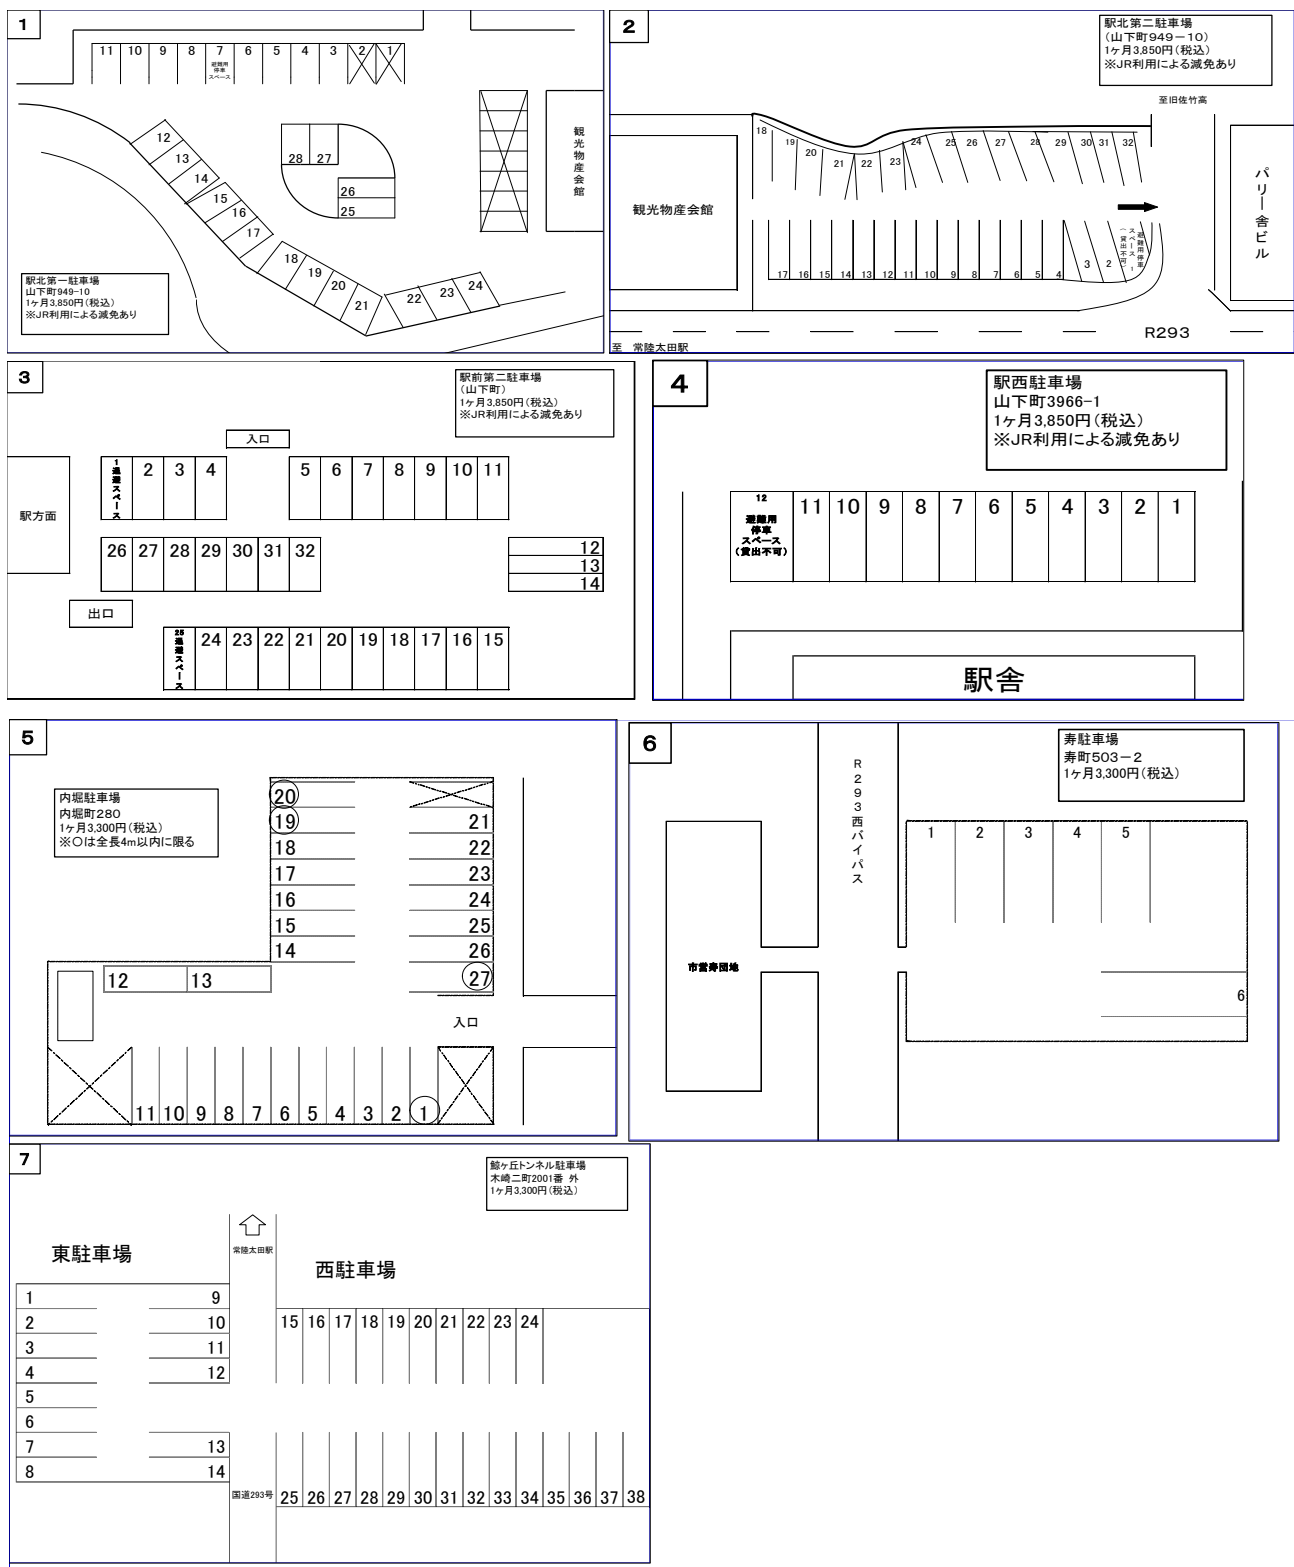 1
11 10 9 8 7 6 5 4 3 2 1
避難用
停車
スペース
12
13
14
15
16
17
18
19
20
21
22
23
24
28 27
26
25
観光物産会館
駅北第一駐車場
山下町949-10
1ヶ月3,850円(税込)
※JR利用による減免あり
2
駅北第二駐車場
(山下町949－10)
1ヶ月3,850円(税込)
※JR利用による減免あり
至旧佐竹高
18 19 20 21 22 23 24 25 26 27 28 29 30 31 32
観光物産会館
パリー舎ビル
17 16 15 14 13 12 11 10 9 8 7 6 5 4 3 2 1
避難用停車
スペース
(貸出不可)
R293
至 常陸太田駅
3
駅前第二駐車場
(山下町)
1ヶ月3,850円(税込)
※JR利用による減免あり
入口
駅方面
1
退避スペース
2 3 4 5 6 7 8 9 10 11
26 27 28 29 30 31 32
12
13
14
出口
25
退避スペース
24 23 22 21 20 19 18 17 16 15
4
駅西駐車場
山下町3966-1
1ヶ月3,850円(税込)
※JR利用による減免あり
12
避難用
停車
スペース
(貸出不可)
11 10 9 8 7 6 5 4 3 2 1
駅舎
5
内堀駐車場
内堀町280
1ヶ月3,300円(税込)
※○は全長4m以内に限る
20
19 21
18 22
17 23
16 24
15 25
14 26
12 13 27
入口
11 10 9 8 7 6 5 4 3 2 1
6
寿駐車場
寿町503－2
1ヶ月3,300円(税込)
R293西バイパス
1 2 3 4 5
市営寿団地
6
7
鯨ヶ丘トンネル駐車場
木崎二町2001番 外
1ヶ月3,300円(税込)
東駐車場
常陸太田駅
西駐車場
1 9
2 10
3 11
4 12
5
6
7 13
8 14
15 16 17 18 19 20 21 22 23 24
国道293号
25 26 27 28 29 30 31 32 33 34 35 36 37 38